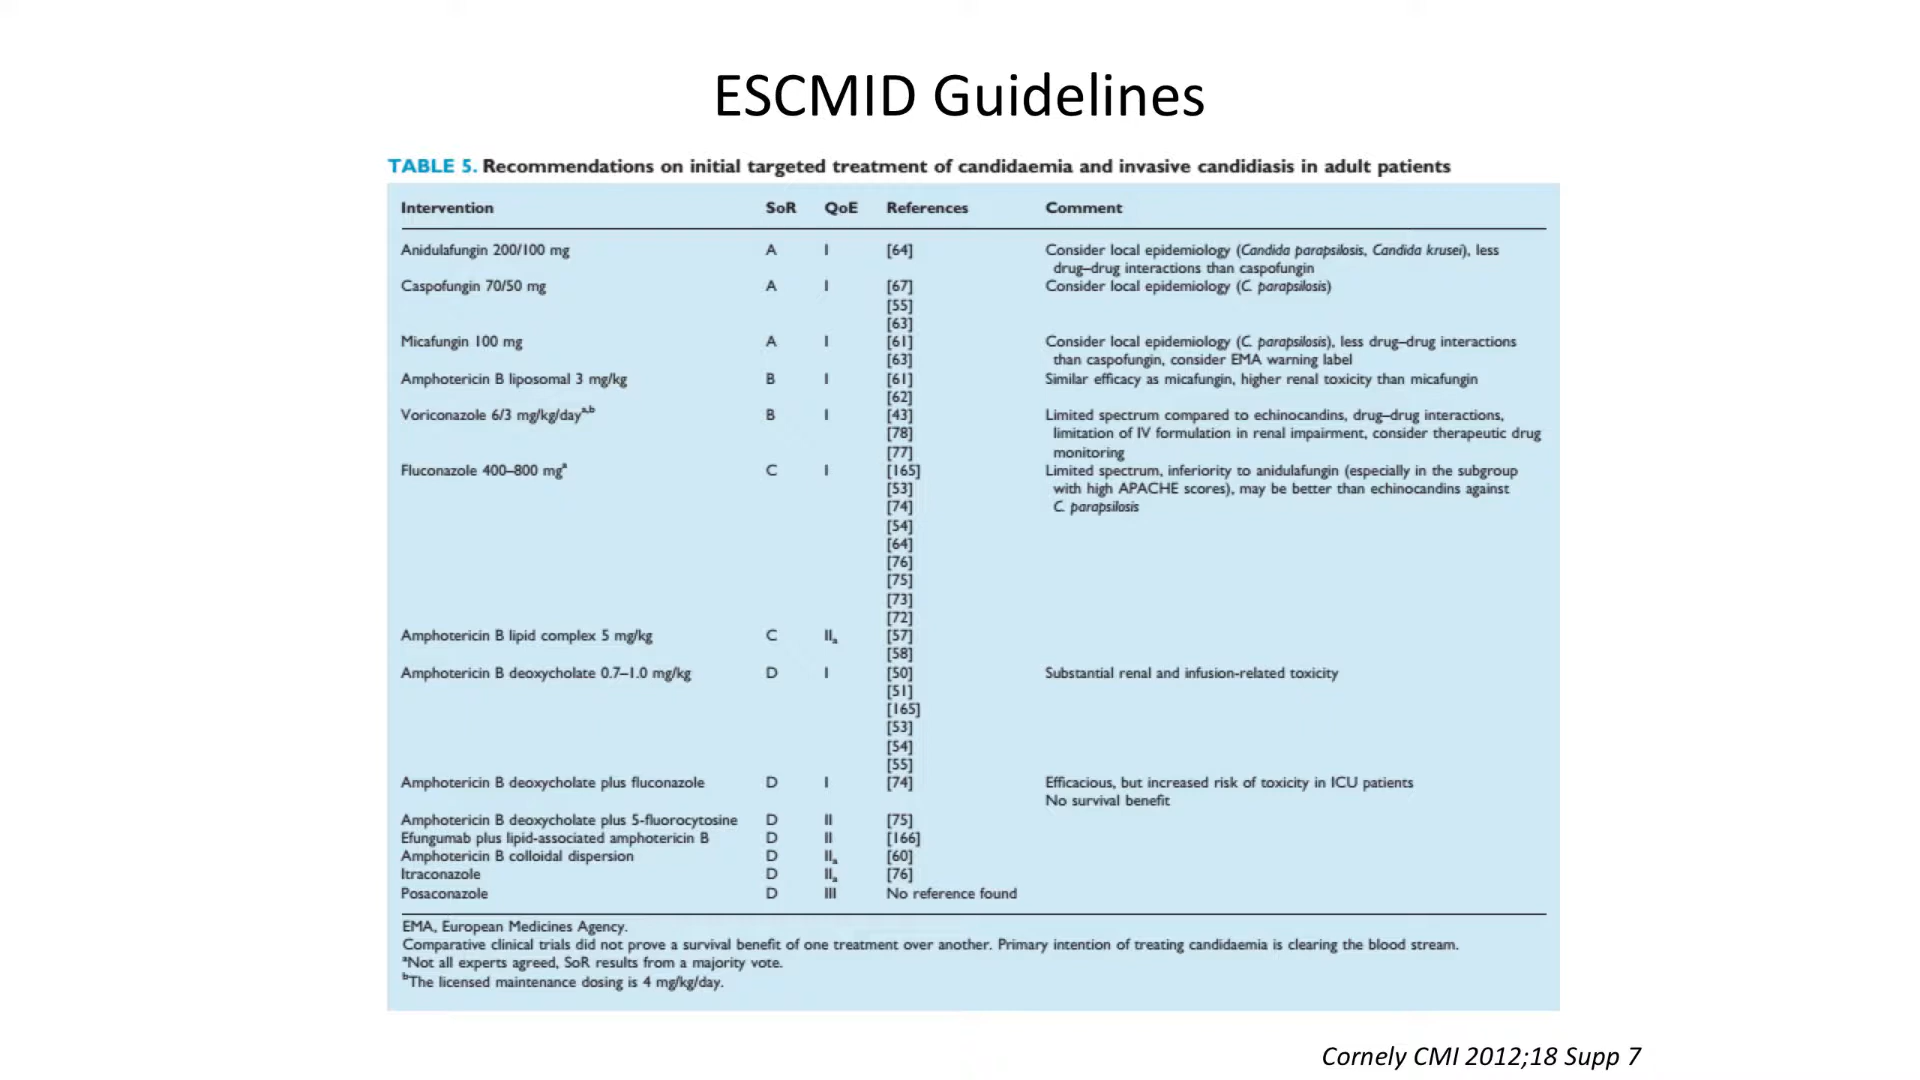 ESCMID Guidelines
TABLE 5. Recommendations on initial targeted treatment of candidaemia and invasive candidiasis in adult patients
Intervention SoR QoE References Comment
Anidulafungin 200/100 mg A I [64] Consider local epidemiology (Candida parapsilosis, Candida krusei), less
drug–drug interactions than caspofungin
Caspofungin 70/50 mg A I [67] Consider local epidemiology (C. parapsilosis)
[55]
[63]
Micafungin 100 mg A I [61] Consider local epidemiology (C. parapsilosis), less drug–drug interactions
[63] than caspofungin, consider EMA warning label
Amphotericin B liposomal 3 mg/kg B I [61] Similar efficacy as micafungin, higher renal toxicity than micafungin
[62]
Voriconazole 6/3 mg/kg/day^a,b B I [43] Limited spectrum compared to echinocandins, drug–drug interactions,
[78] limitation of IV formulation in renal impairment, consider therapeutic drug
[77] monitoring
Fluconazole 400–800 mg^a C I [165] Limited spectrum, inferiority to anidulafungin (especially in the subgroup
[53] with high APACHE scores), may be better than echinocandins against
[74] C. parapsilosis
[54]
[64]
[76]
[75]
[73]
[72]
Amphotericin B lipid complex 5 mg/kg C II_a [57]
[58]
Amphotericin B deoxycholate 0.7–1.0 mg/kg D I [50] Substantial renal and infusion-related toxicity
[51]
[165]
[53]
[54]
[55]
Amphotericin B deoxycholate plus fluconazole D I [74] Efficacious, but increased risk of toxicity in ICU patients
No survival benefit
Amphotericin B deoxycholate plus 5-fluorocytosine D II [75]
Efungumab plus lipid-associated amphotericin B D II [166]
Amphotericin B colloidal dispersion D II_a [60]
Itraconazole D II_a [76]
Posaconazole D III No reference found
EMA, European Medicines Agency.
Comparative clinical trials did not prove a survival benefit of one treatment over another. Primary intention of treating candidaemia is clearing the blood stream.
^aNot all experts agreed, SoR results from a majority vote.
^bThe licensed maintenance dosing is 4 mg/kg/day.
Cornely CMI 2012;18 Supp 7